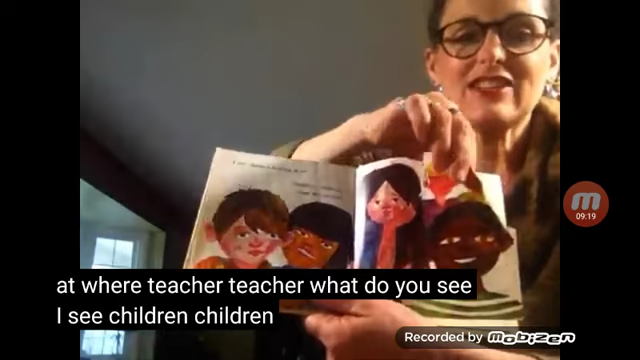 at where teacher teacher what do you see
I see children children
09:19
Recorded by MOBIZEN